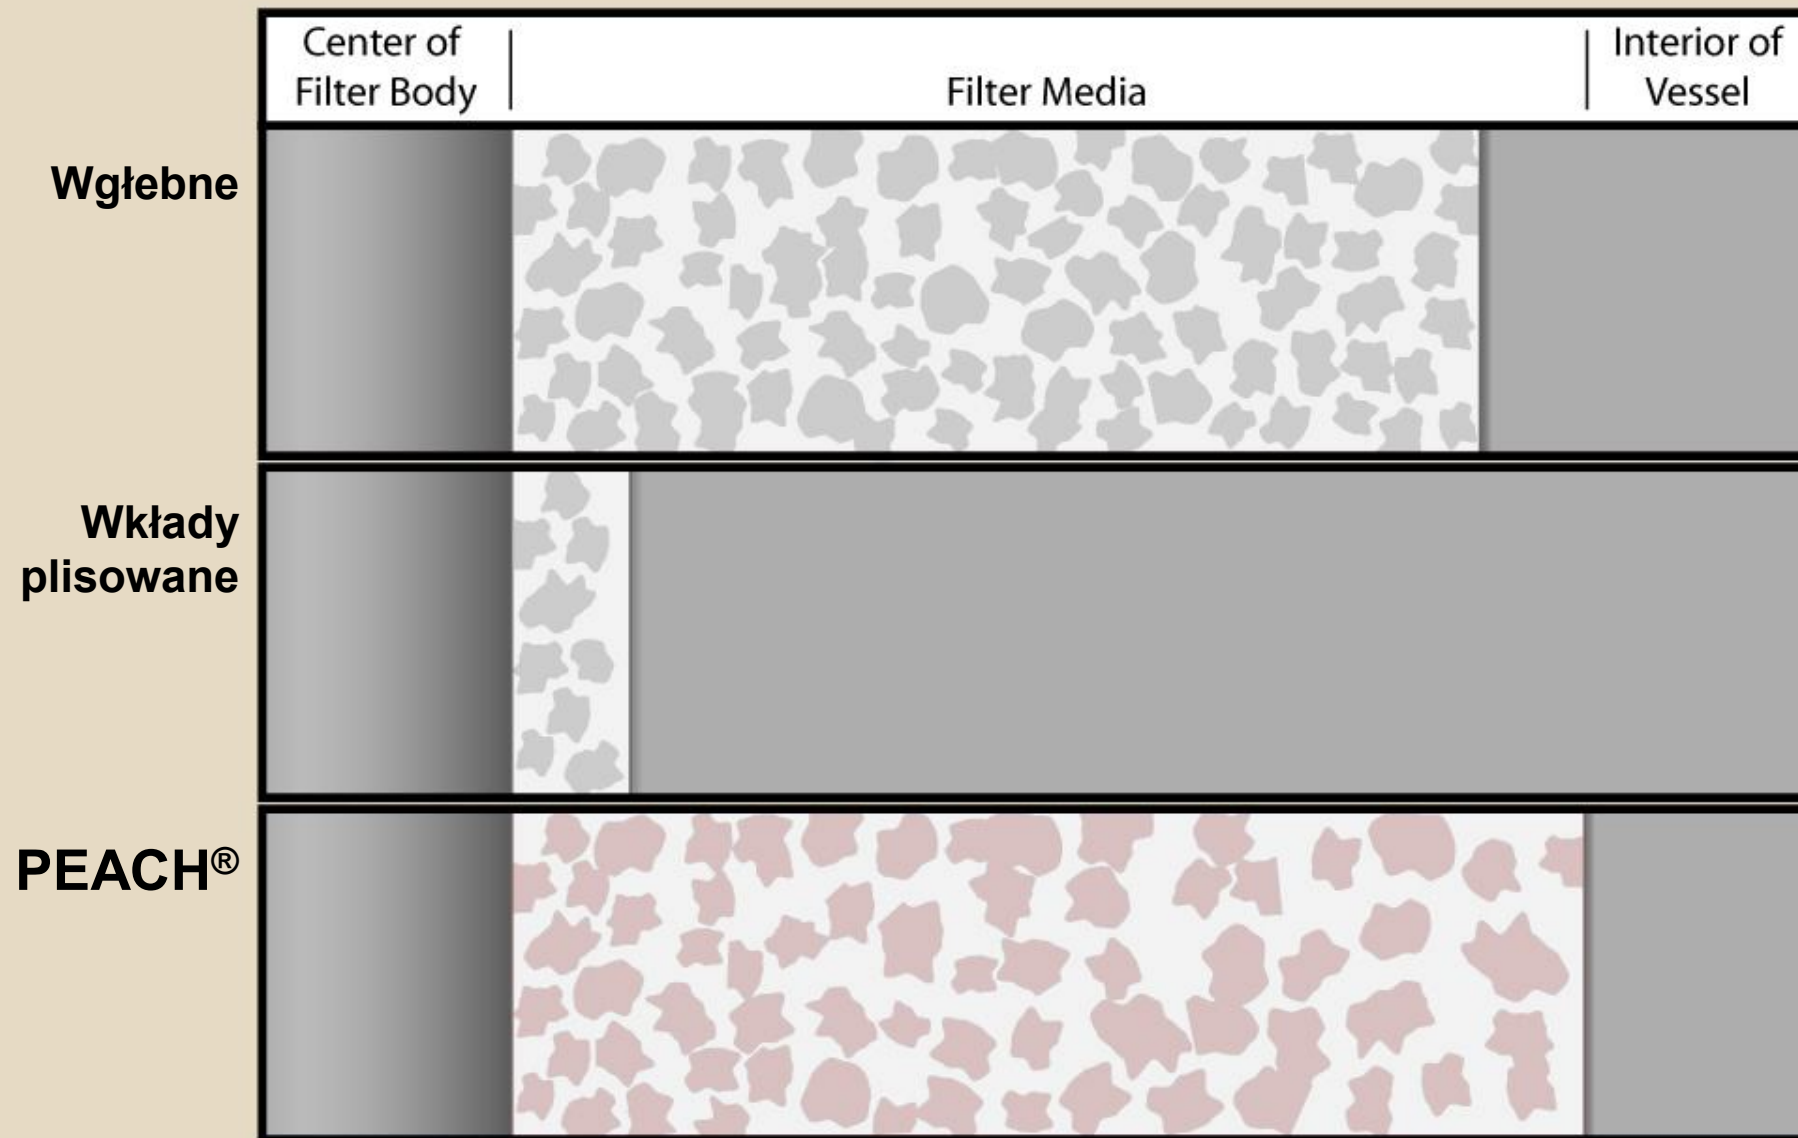 Center of
Filter Body
Filter Media
Interior of
Vessel
Wgłebne
Wkłady
plisowane
PEACH®